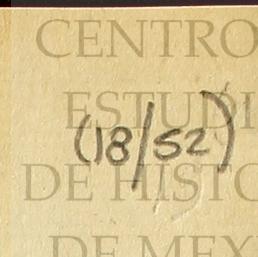 CENTRO
ESTUDI
(18/52)
DE HISTO
DE MEX